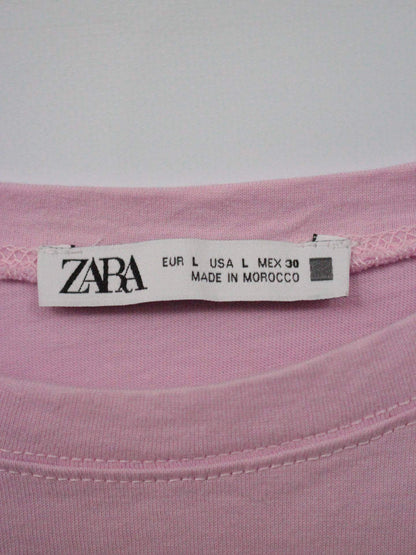 ZARA
EUR L USA L MEX 30
MADE IN MOROCCO